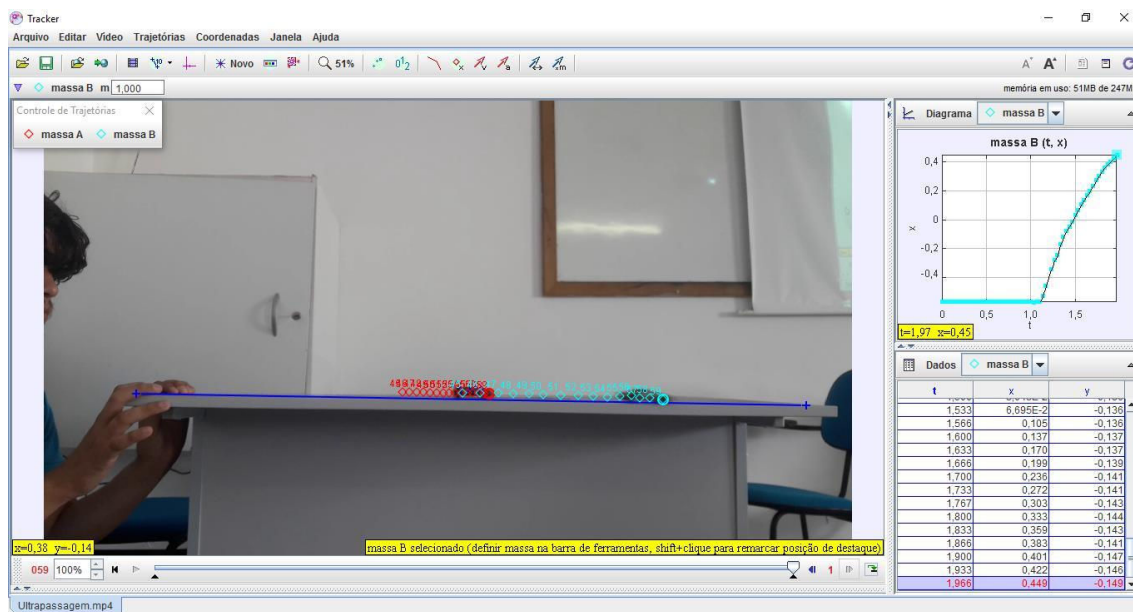 Tracker
Arquivo Editar Video Trajetórias Coordenadas Janela Ajuda
Novo 51%
massa B m 1,000
memória em uso: 51MB de 247M
Controle de Trajetórias
massa A massa B
Diagrama massa B
massa B (t, x)
0,4
0,2
0
-0,2
-0,4
x
0 0,5 1,0 1,5
t
t=1,97 x=0,45
Dados massa B
t x y
1,533 6,695E-2 -0,136
1,566 0,105 -0,136
1,600 0,137 -0,137
1,633 0,170 -0,137
1,666 0,199 -0,139
1,700 0,236 -0,141
1,733 0,272 -0,141
1,767 0,303 -0,143
1,800 0,333 -0,144
1,833 0,359 -0,143
1,866 0,383 -0,141
1,900 0,401 -0,147
1,933 0,422 -0,146
1,966 0,449 -0,149
x=0,38 y=-0,14
massa B selecionado (definir massa na barra de ferramentas, shift+clique para remarcar posição de destaque)
059 100% 1
Ultrapassagem.mp4